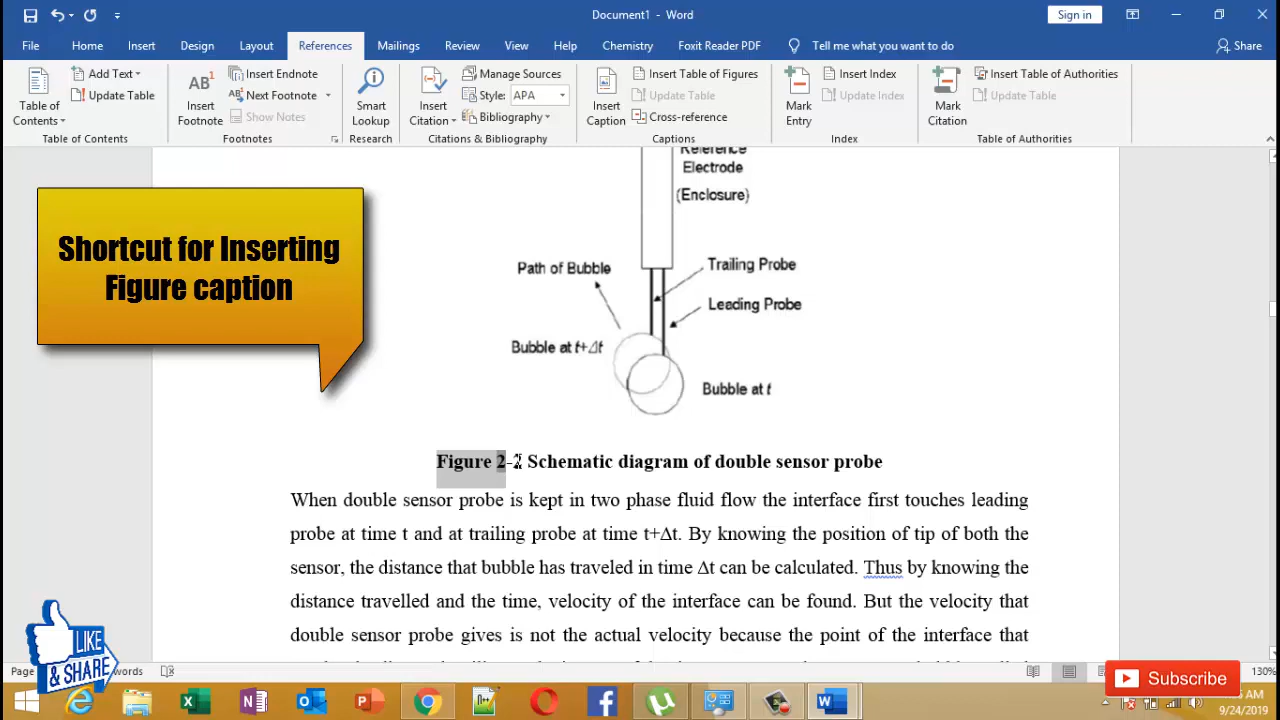 Document1 - Word
Sign in
File Home Insert Design Layout References Mailings Review View Help Chemistry Foxit Reader PDF Tell me what you want to do Share
Table of Contents
Add Text
Update Table
Table of Contents
AB1
Insert Footnote
Insert Endnote
Next Footnote
Show Notes
Footnotes
Smart Lookup
Research
Insert Citation
Manage Sources
Style: APA
Bibliography
Citations & Bibliography
Insert Caption
Insert Table of Figures
Update Table
Cross-reference
Captions
Mark Entry
Insert Index
Update Index
Index
Mark Citation
Insert Table of Authorities
Update Table
Table of Authorities
Shortcut for Inserting
Figure caption
Reference
Electrode
(Enclosure)
Path of Bubble
Trailing Probe
Leading Probe
Bubble at t+Δt
Bubble at t
Figure 2-2 Schematic diagram of double sensor probe
When double sensor probe is kept in two phase fluid flow the interface first touches leading
probe at time t and at trailing probe at time t+Δt. By knowing the position of tip of both the
sensor, the distance that bubble has traveled in time Δt can be calculated. Thus by knowing the
distance travelled and the time, velocity of the interface can be found. But the velocity that
double sensor probe gives is not the actual velocity because the point of the interface that
LIKE
& SHARE
Page
words
130%
Subscribe
AM
9/24/2019